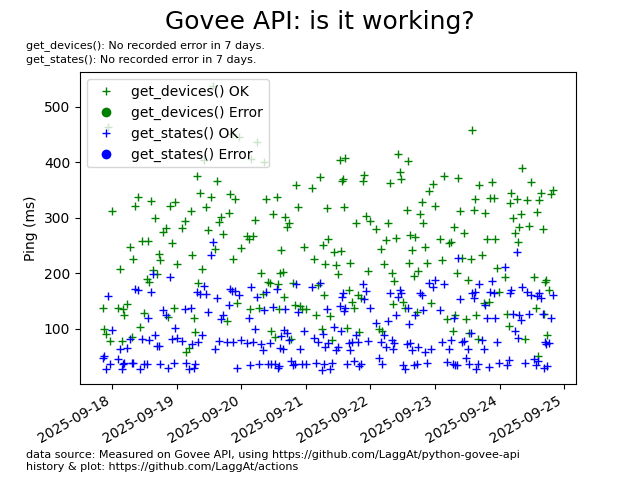 Govee API: is it working?
get_devices(): No recorded error in 7 days.
get_states(): No recorded error in 7 days.
get_devices() OK
get_devices() Error
get_states() OK
get_states() Error
Ping (ms)
500
400
300
200
100
2025-09-18
2025-09-19
2025-09-20
2025-09-21
2025-09-22
2025-09-23
2025-09-24
2025-09-25
data source: Measured on Govee API, using https://github.com/LaggAt/python-govee-api
history & plot: https://github.com/LaggAt/actions